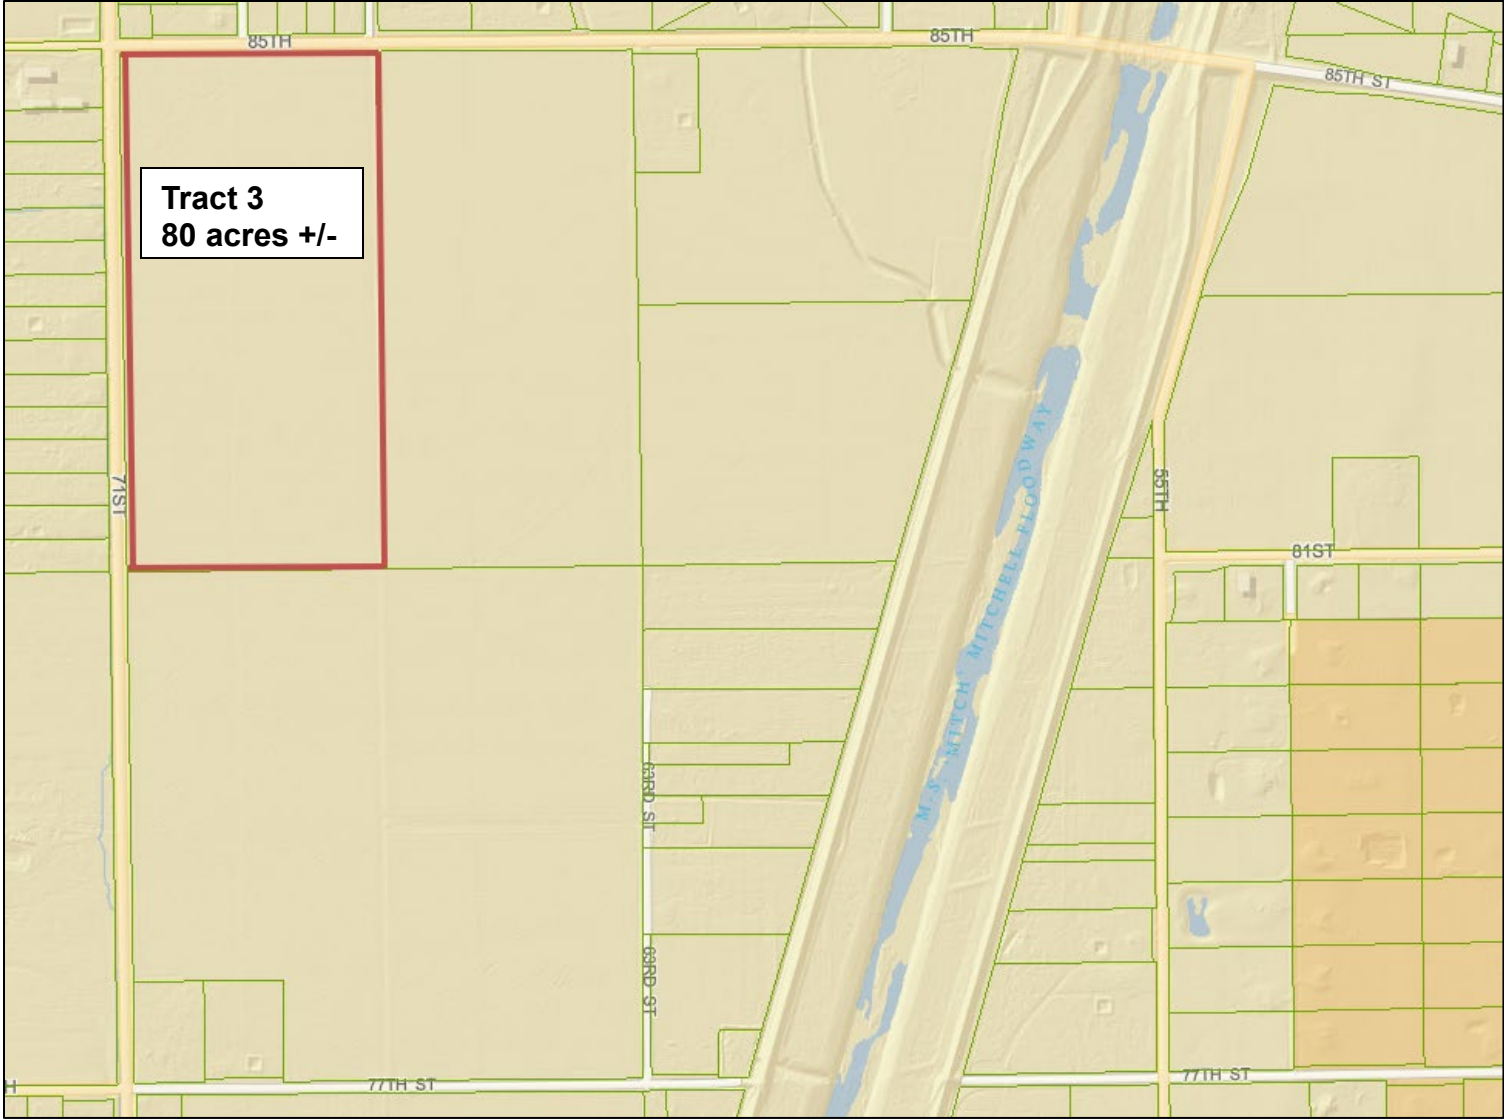 85TH
85TH
85TH ST
Tract 3
80 acres +/-
71ST
55TH
81ST
M. S. 'MITCH' MITCHELL FLOODWAY
63RD ST
63RD ST
77TH ST
77TH ST
H